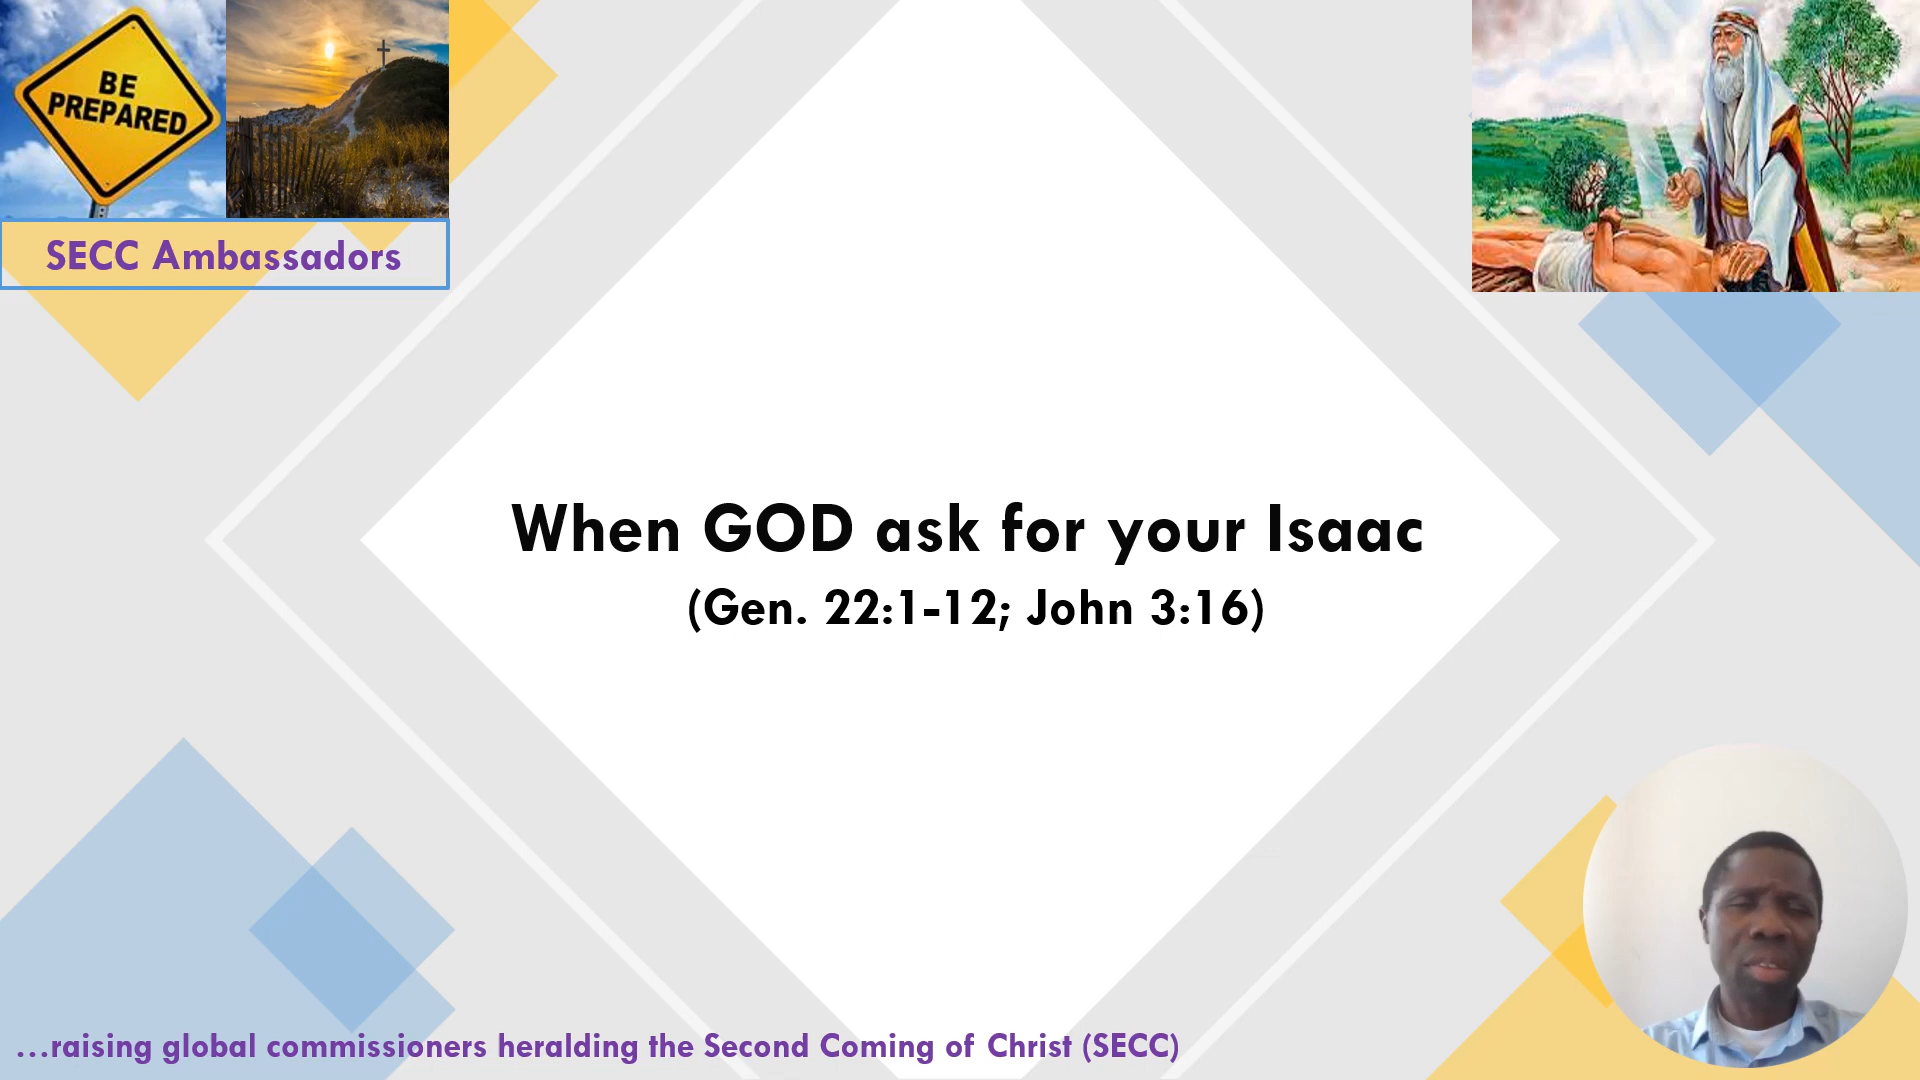 BE
PREPARED
SECC Ambassadors
When GOD ask for your Isaac
(Gen. 22:1-12; John 3:16)
...raising global commissioners heralding the Second Coming of Christ (SECC)